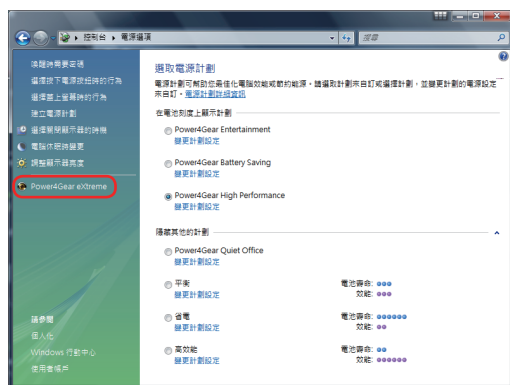 控制台 ▸ 電源選項
搜尋
喚醒時需要密碼
選擇按下電源按鈕時的行為
選擇蓋上螢幕時的行為
建立電源計劃
選擇關閉顯示器的時機
電腦休眠時變更
調整顯示器亮度
Power4Gear eXtreme
請參閱
個人化
Windows 行動中心
使用者帳戶
選取電源計劃
電源計劃可幫助您最佳化電腦效能或節約能源。請選取計劃來自訂或選擇計劃，並變更計劃的電源設定
來自訂。電源計劃詳細資訊
在電池刻度上顯示計劃
Power4Gear Entertainment
變更計劃設定
Power4Gear Battery Saving
變更計劃設定
Power4Gear High Performance
變更計劃設定
隱藏其他的計劃
Power4Gear Quiet Office
變更計劃設定
平衡 電池壽命:
變更計劃設定 效能:
省電 電池壽命:
變更計劃設定 效能:
高效能 電池壽命:
變更計劃設定 效能: